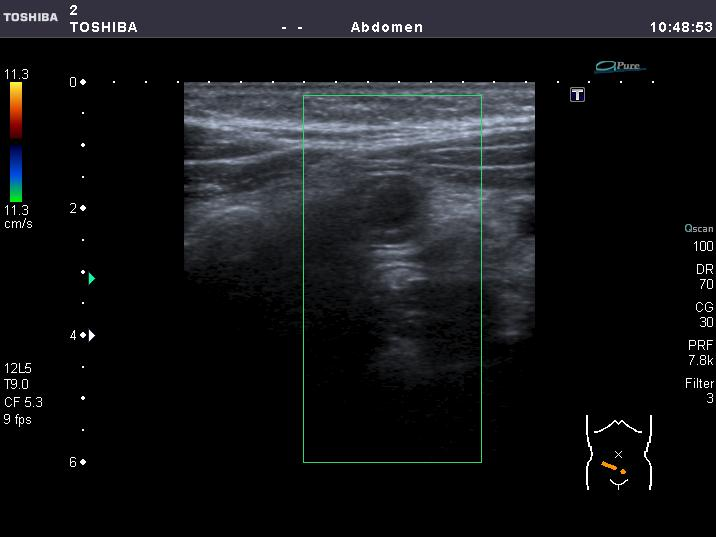 TOSHIBA
2
TOSHIBA
- -
Abdomen
10:48:53
11.3
11.3
cm/s
0
2
4
6
12L5
T9.0
CF 5.3
9 fps
Pure
T
Qscan
100
DR
70
CG
30
PRF
7.8k
Filter
3